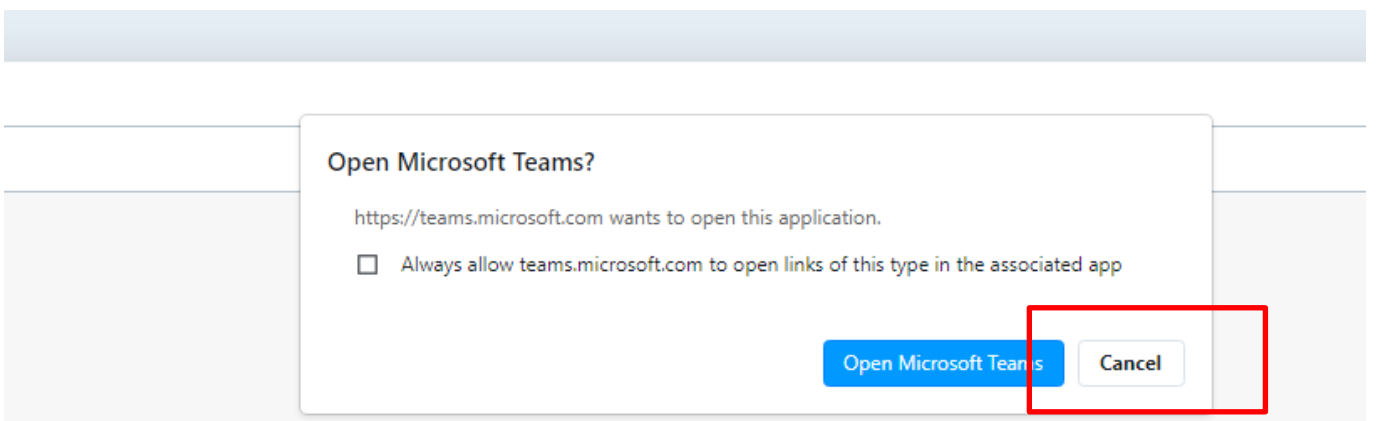 Open Microsoft Teams?
https://teams.microsoft.com wants to open this application.
Always allow teams.microsoft.com to open links of this type in the associated app
Open Microsoft Teams Cancel